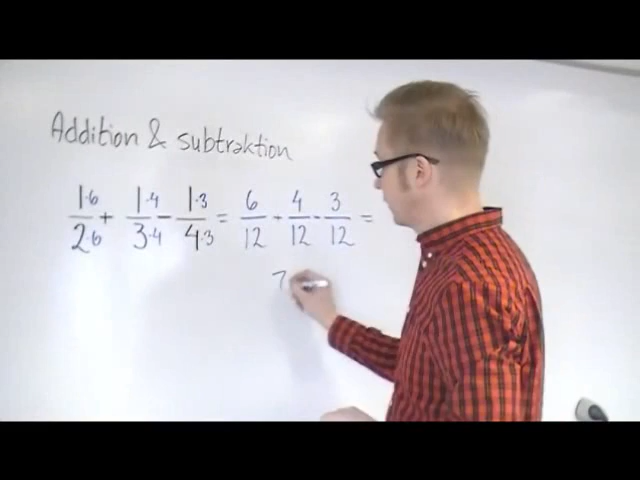 Addition & subtraktion
1·6/2·6 + 1·4/3·4 - 1·3/4·3 = 6/12 + 4/12 - 3/12 =
7